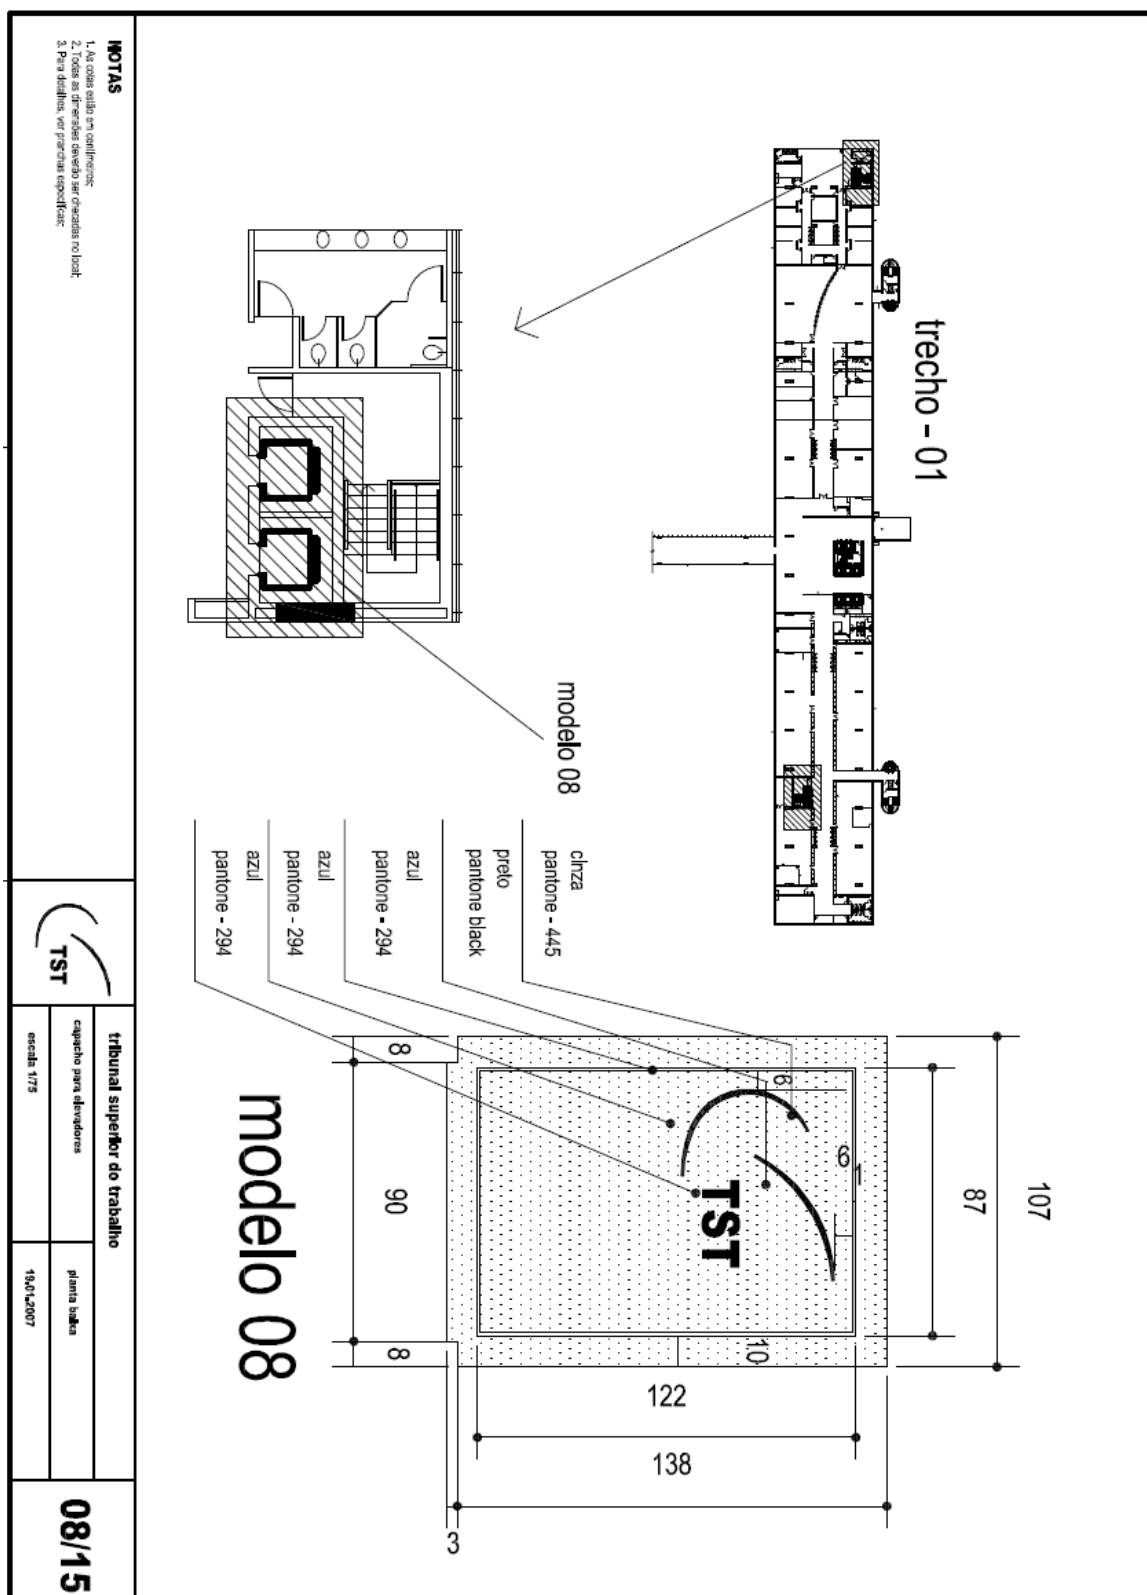 trecho - 01
modelo 08
cinza
pantone - 445
preto
pantone black
azul
pantone - 294
azul
pantone - 294
azul
pantone - 294
TST
6
6
1
10
107
87
122
138
3
8
90
8
modelo 08
NOTAS
1. As cotas estão em centímetros;
2. Todas as dimensões deverão ser checadas no local;
3. Para detalhes, ver pranchas específicas;
TST
tribunal superior do trabalho
capacho para elevadores
planta baixa
escala 1/75
19.01.2007
08/15